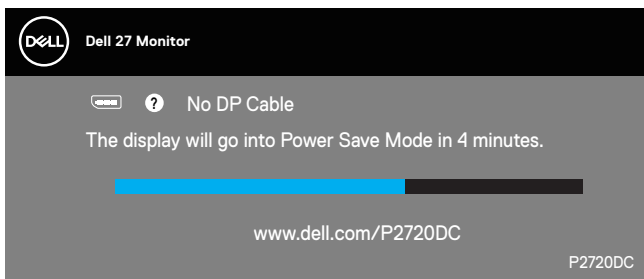 DELL
Dell 27 Monitor
? No DP Cable
The display will go into Power Save Mode in 4 minutes.
www.dell.com/P2720DC
P2720DC